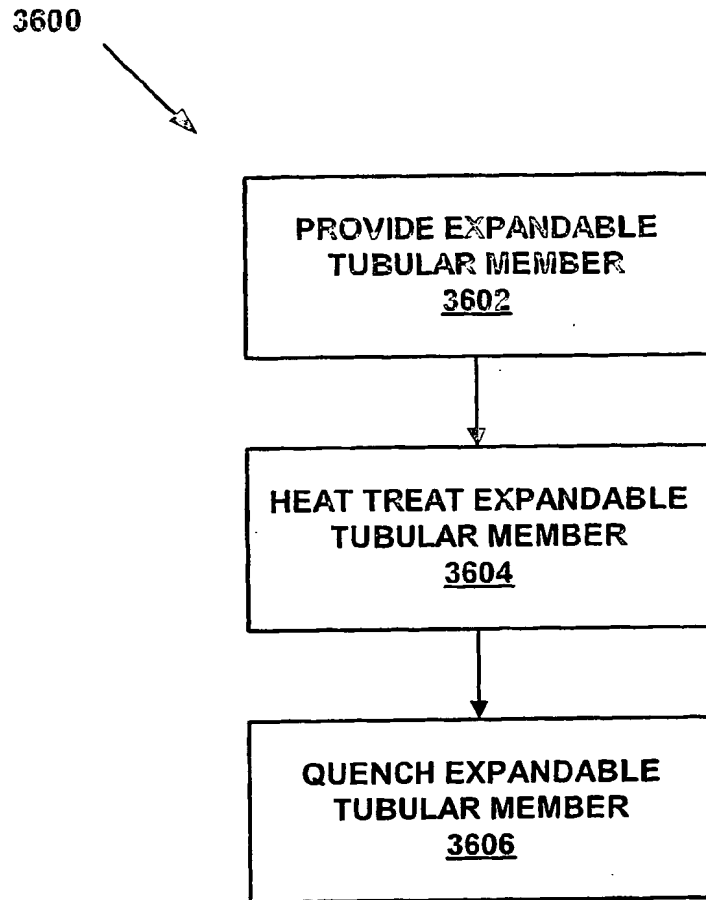 3600
PROVIDE EXPANDABLE
TUBULAR MEMBER
3602
HEAT TREAT EXPANDABLE
TUBULAR MEMBER
3604
QUENCH EXPANDABLE
TUBULAR MEMBER
3606